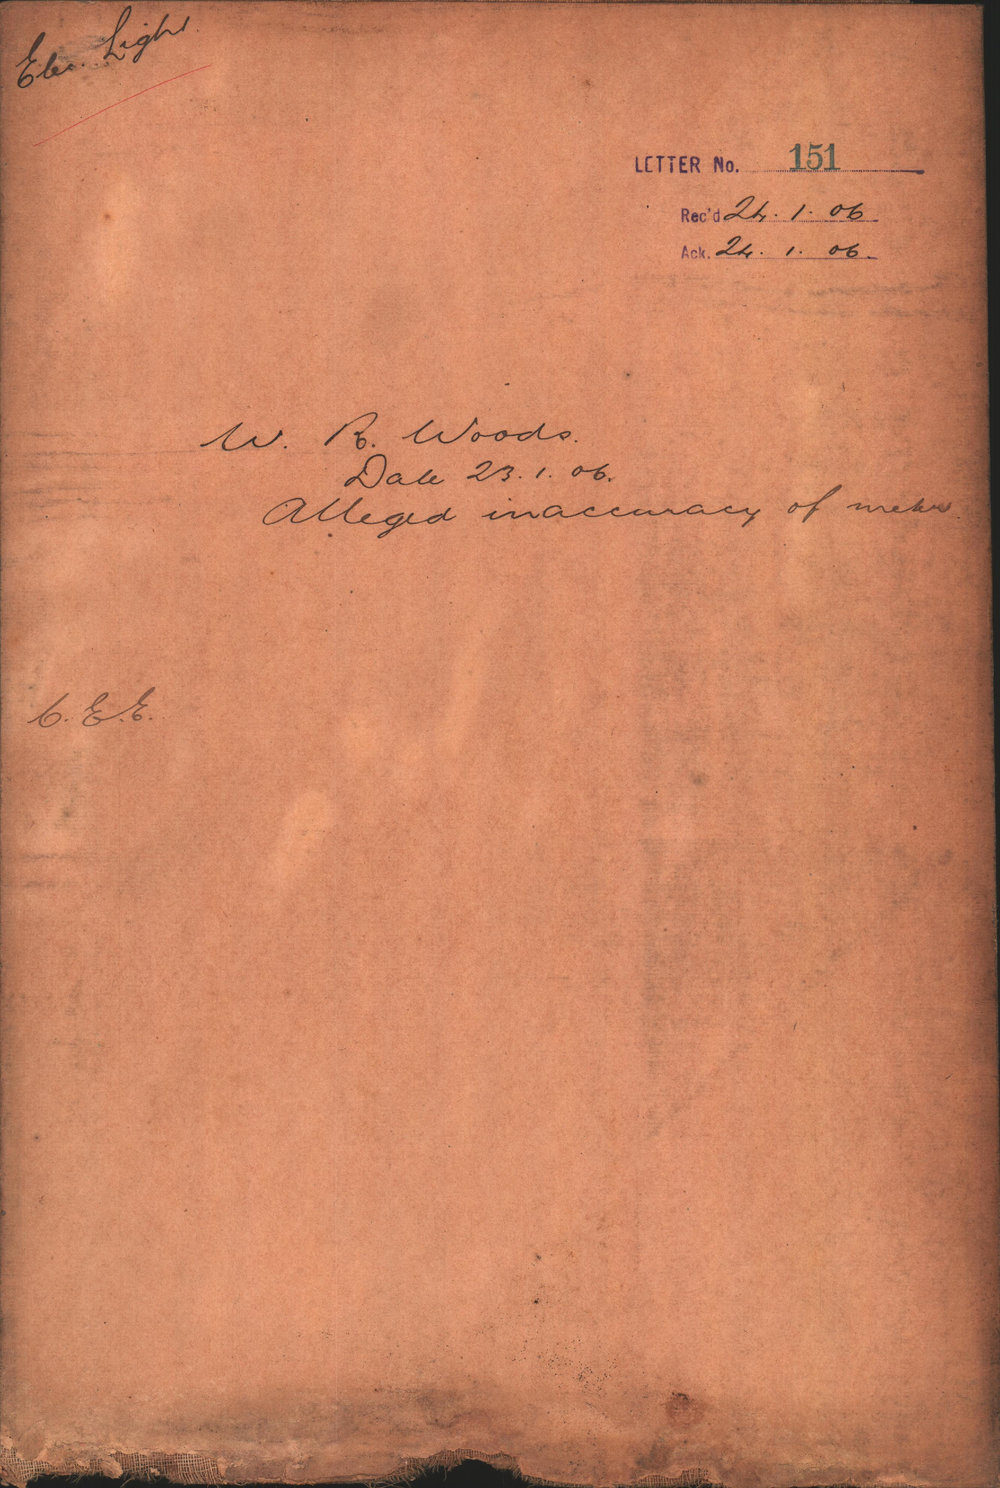 Elec. Light.
LETTER No. 151
Rec'd 24. 1. 06
Ack. 24. 1. 06.
W. R. Woods.
Date 23. 1. 06.
Alleged inaccuracy of meter
C. E. E.